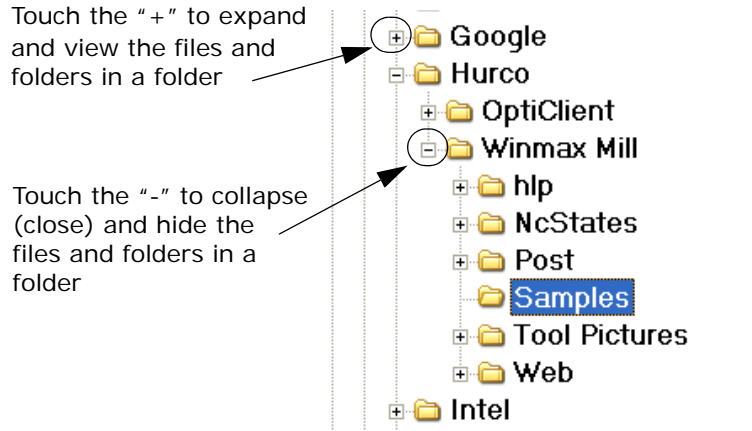 Touch the "+" to expand
and view the files and
folders in a folder
Touch the "-" to collapse
(close) and hide the
files and folders in a
folder
Google
Hurco
OptiClient
Winmax Mill
hlp
NcStates
Post
Samples
Tool Pictures
Web
Intel